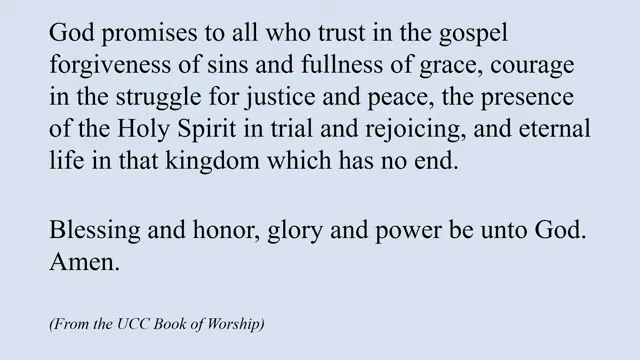 God promises to all who trust in the gospel
forgiveness of sins and fullness of grace, courage
in the struggle for justice and peace, the presence
of the Holy Spirit in trial and rejoicing, and eternal
life in that kingdom which has no end.
Blessing and honor, glory and power be unto God.
Amen.
(From the UCC Book of Worship)